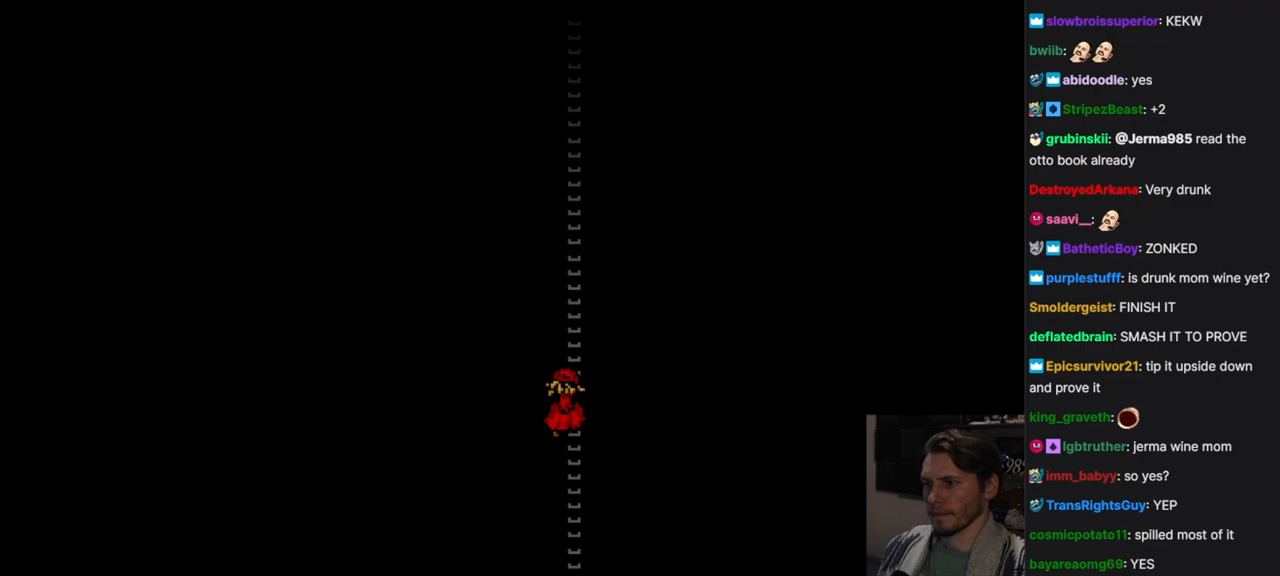 slowbroissuperior: KEKW
bwiib:
abidoodle: yes
StripezBeast: +2
grubinskii: @Jerma985 read the
otto book already
DestroyedArkana: Very drunk
saavi__:
BatheticBoy: ZONKED
purplestufff: is drunk mom wine yet?
Smoldergeist: FINISH IT
deflatedbrain: SMASH IT TO PROVE
Epicsurvivor21: tip it upside down
and prove it
king_graveth:
lgbtruther: jerma wine mom
imm_babyy: so yes?
TransRightsGuy: YEP
cosmicpotato11: spilled most of it
bayareaomg69: YES